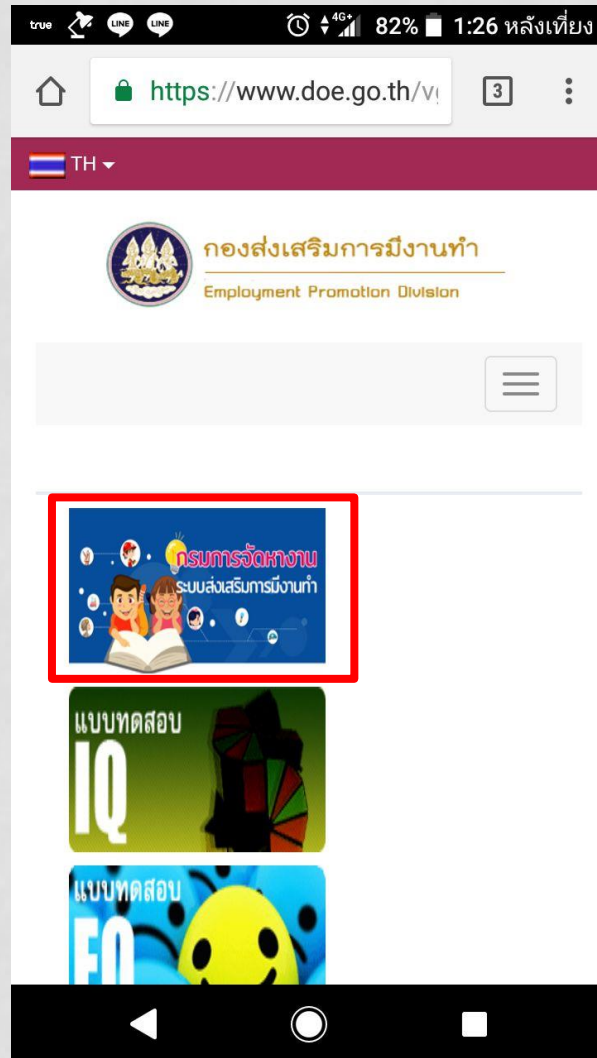 true LINE LINE 4G+ 82% 1:26 หลังเที่ยง
https://www.doe.go.th/v
3
TH
กองส่งเสริมการมีงานทำ
Employment Promotion Division
กรมการจัดหางาน
ระบบส่งเสริมการมีงานทำ
แบบทดสอบ
IQ
แบบทดสอบ
EQ